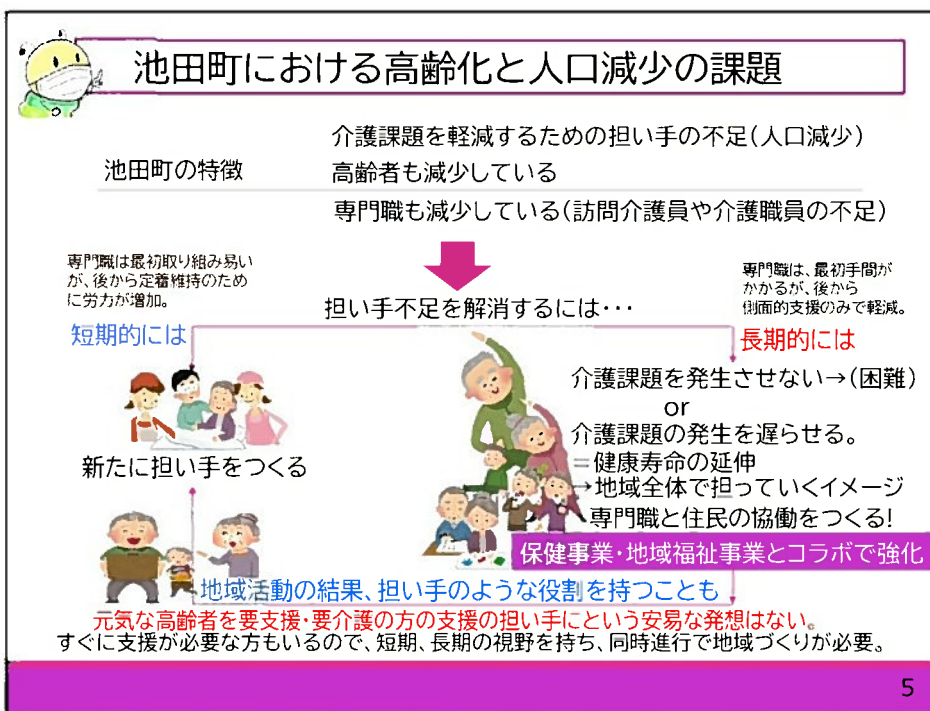 池田町における高齢化と人口減少の課題
介護課題を軽減するための担い手の不足(人口減少)
池田町の特徴
高齢者も減少している
専門職も減少している(訪問介護員や介護職員の不足)
専門職は最初取り組み易い
が、後から定着維持のため
に労力が増加。
短期的には
担い手不足を解消するには･･･
専門職は、最初手間が
かかるが、後から
側面的支援のみで軽減。
長期的には
新たに担い手をつくる
介護課題を発生させない→(困難)
or
介護課題の発生を遅らせる。
＝健康寿命の延伸
→地域全体で担っていくイメージ
専門職と住民の協働をつくる!
保健事業･地域福祉事業とコラボで強化
地域活動の結果、担い手のような役割を持つことも
元気な高齢者を要支援･要介護の方の支援の担い手にという安易な発想はない。
すぐに支援が必要な方もいるので、短期、長期の視野を持ち、同時進行で地域づくりが必要。
5